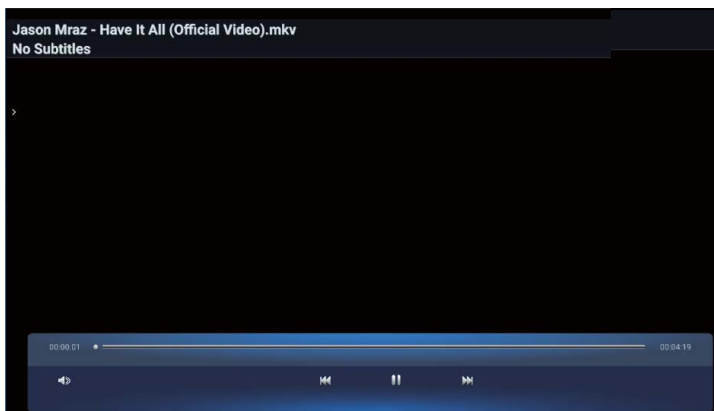 Jason Mraz - Have It All (Official Video).mkv
No Subtitles
00:00:01
00:04:19